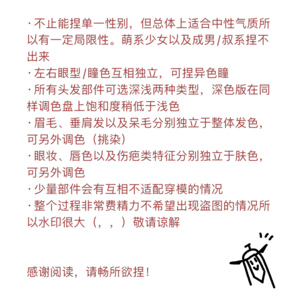 ·不止能捏单一性别，但总体上适合中性气质所
以有一定局限性。萌系少女以及成男/叔系捏不
出来
·左右眼型/瞳色互相独立，可捏异色瞳
·所有头发部件可选深浅两种类型，深色版在同
样调色盘上饱和度稍低于浅色
·眉毛、垂肩发以及呆毛分别独立于整体发色，
可另外调色（挑染）
·眼妆、唇色以及伤疤类特征分别独立于肤色，
可另外调色
·少量部件会有互相不适配穿模的情况
·整个过程非常费精力不希望出现盗图的情况所
以水印很大（，，）敬请谅解
感谢阅读，请畅所欲捏！